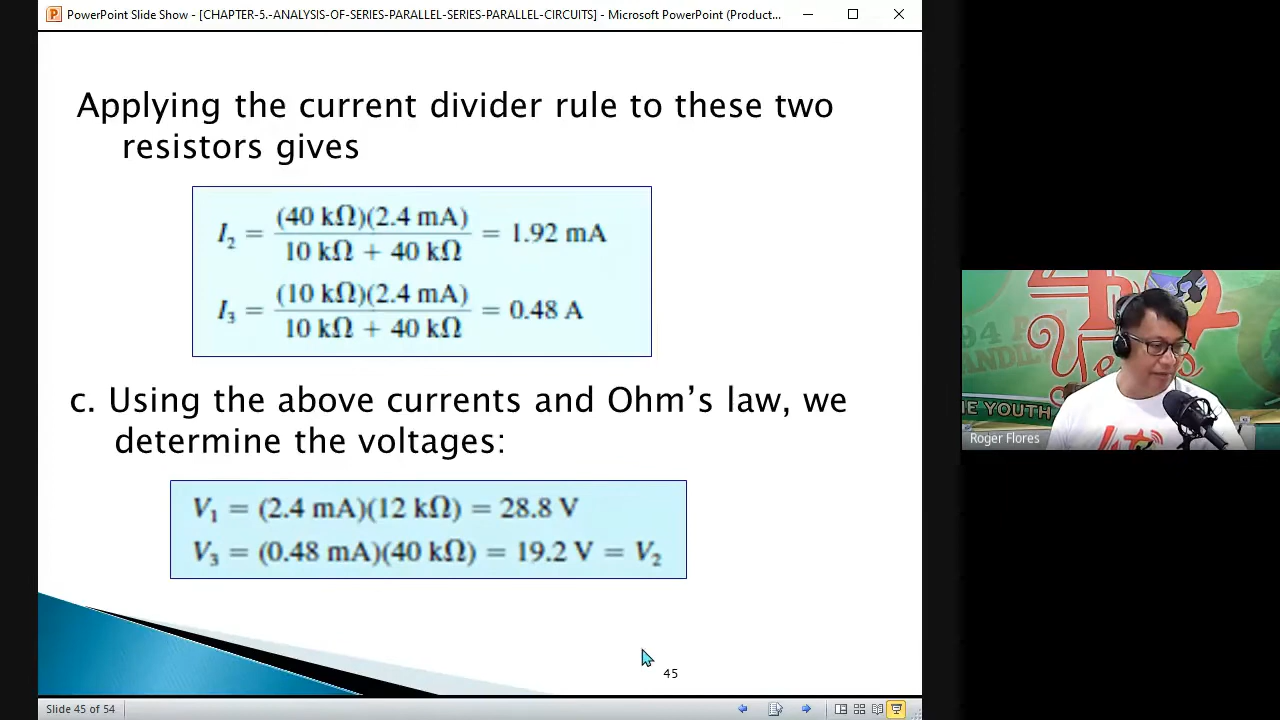 PowerPoint Slide Show - [CHAPTER-5.-ANALYSIS-OF-SERIES-PARALLEL-SERIES-PARALLEL-CIRCUITS] - Microsoft PowerPoint (Product...
Applying the current divider rule to these two
resistors gives
I₂ = (40 kΩ)(2.4 mA) / 10 kΩ + 40 kΩ = 1.92 mA
I₃ = (10 kΩ)(2.4 mA) / 10 kΩ + 40 kΩ = 0.48 A
c. Using the above currents and Ohm's law, we
determine the voltages:
V₁ = (2.4 mA)(12 kΩ) = 28.8 V
V₃ = (0.48 mA)(40 kΩ) = 19.2 V = V₂
45
Slide 45 of 54
Years
THE YOUTH
Roger Flores